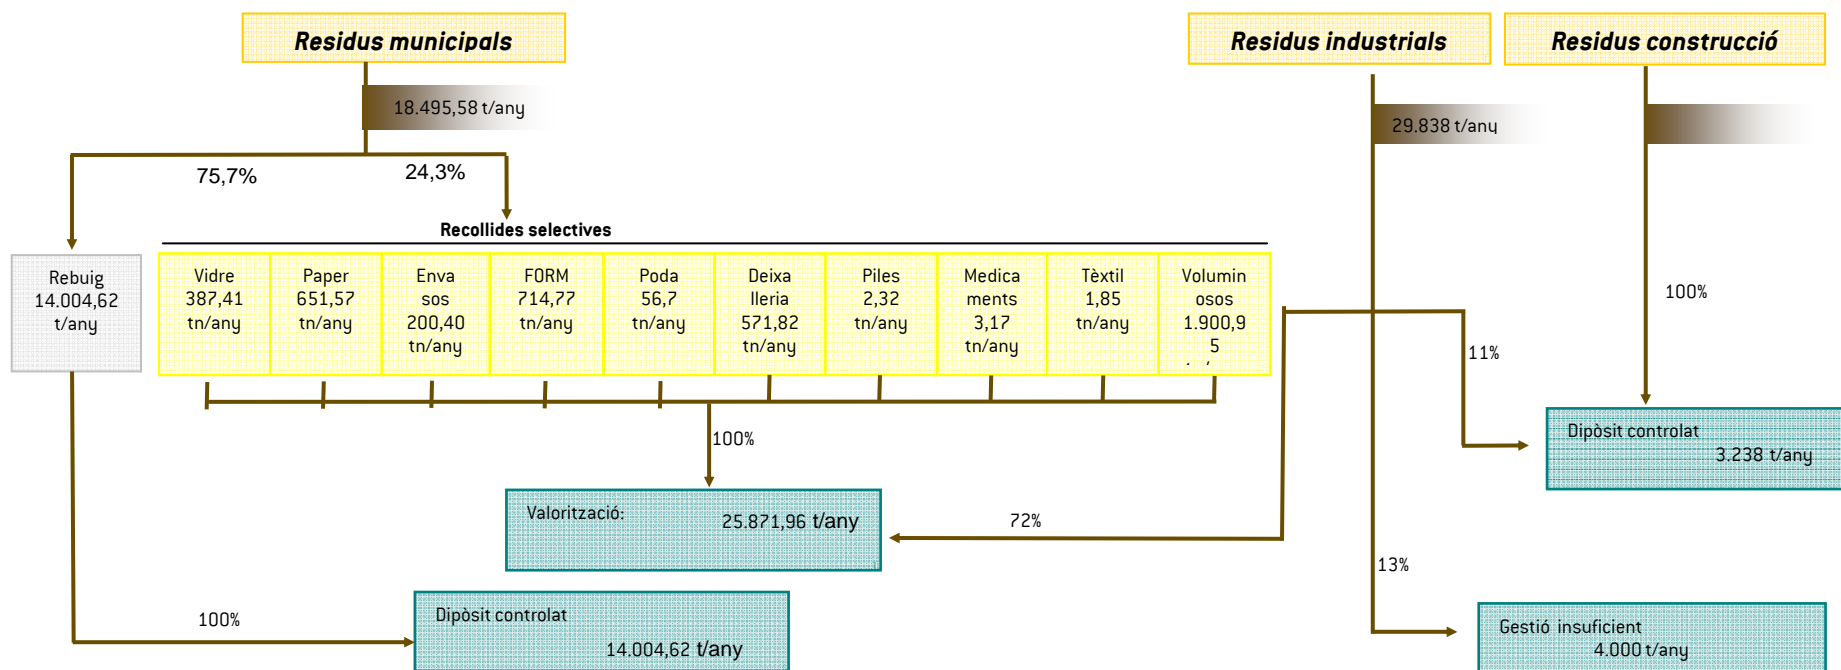 Residus municipals
Residus industrials
Residus construcció
18.495,58 t/any
29.838 t/any
75,7%
24,3%
Recollides selectives
Rebuig
14.004,62
t/any
Vidre
387,41
tn/any
Paper
651,57
tn/any
Enva
sos
200,40
tn/any
FORM
714,77
tn/any
Poda
56,7
tn/any
Deixa
lleria
571,82
tn/any
Piles
2,32
tn/any
Medica
ments
3,17
tn/any
Tèxtil
1,85
tn/any
Volumin
osos
1.900,9
5
100%
11%
100%
Dipòsit controlat
3.238 t/any
Valorització: 25.871,96 t/any
72%
13%
100%
Dipòsit controlat
14.004,62 t/any
Gestió insuficient
4.000 t/any